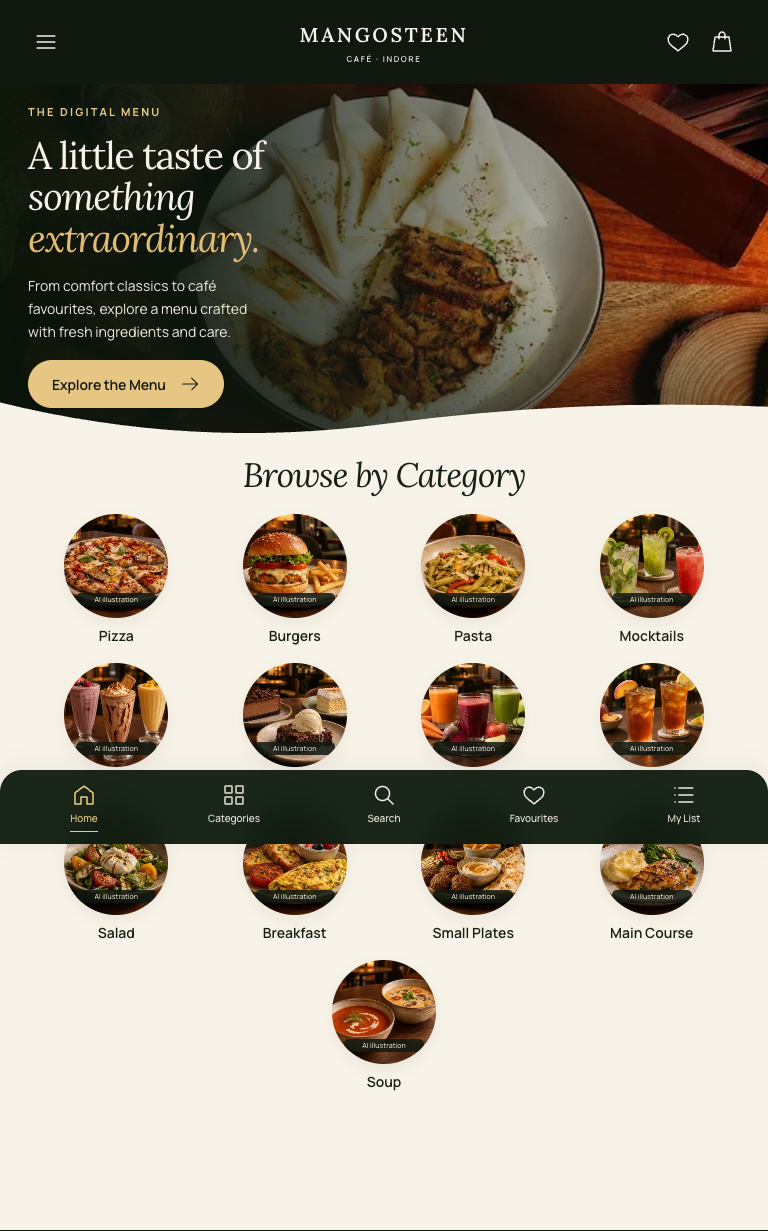 MANGOSTEEN
CAFÉ · INDORE
THE DIGITAL MENU
A little taste of
something
extraordinary.
From comfort classics to café
favourites, explore a menu crafted
with fresh ingredients and care.
Explore the Menu
Browse by Category
AI illustration
AI illustration
AI illustration
AI illustration
Pizza
Burgers
Pasta
Mocktails
AI illustration
AI illustration
AI illustration
AI illustration
Home
Categories
Search
Favourites
My List
AI illustration
AI illustration
AI illustration
AI illustration
Salad
Breakfast
Small Plates
Main Course
AI illustration
Soup